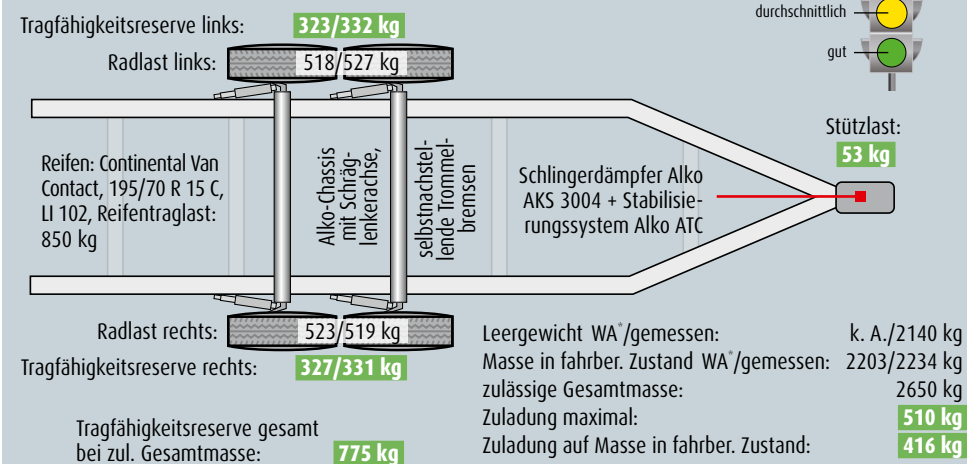 durchschnittlich
gut
Tragfähigkeitsreserve links: 323/332 kg
Radlast links: 518/527 kg
Stützlast:
53 kg
Reifen: Continental Van
Contact, 195/70 R 15 C,
LI 102, Reifentraglast:
850 kg
Alko-Chassis
mit Schräg-
lenkerachse,
selbstnachstel-
lende Trommel-
bremsen
Schlingerdämpfer Alko
AKS 3004 + Stabilisie-
rungssystem Alko ATC
Radlast rechts: 523/519 kg
Tragfähigkeitsreserve rechts: 327/331 kg
Tragfähigkeitsreserve gesamt
bei zul. Gesamtmasse: 775 kg
Leergewicht WA*/gemessen: k. A./2140 kg
Masse in fahrber. Zustand WA*/gemessen: 2203/2234 kg
zulässige Gesamtmasse: 2650 kg
Zuladung maximal: 510 kg
Zuladung auf Masse in fahrber. Zustand: 416 kg